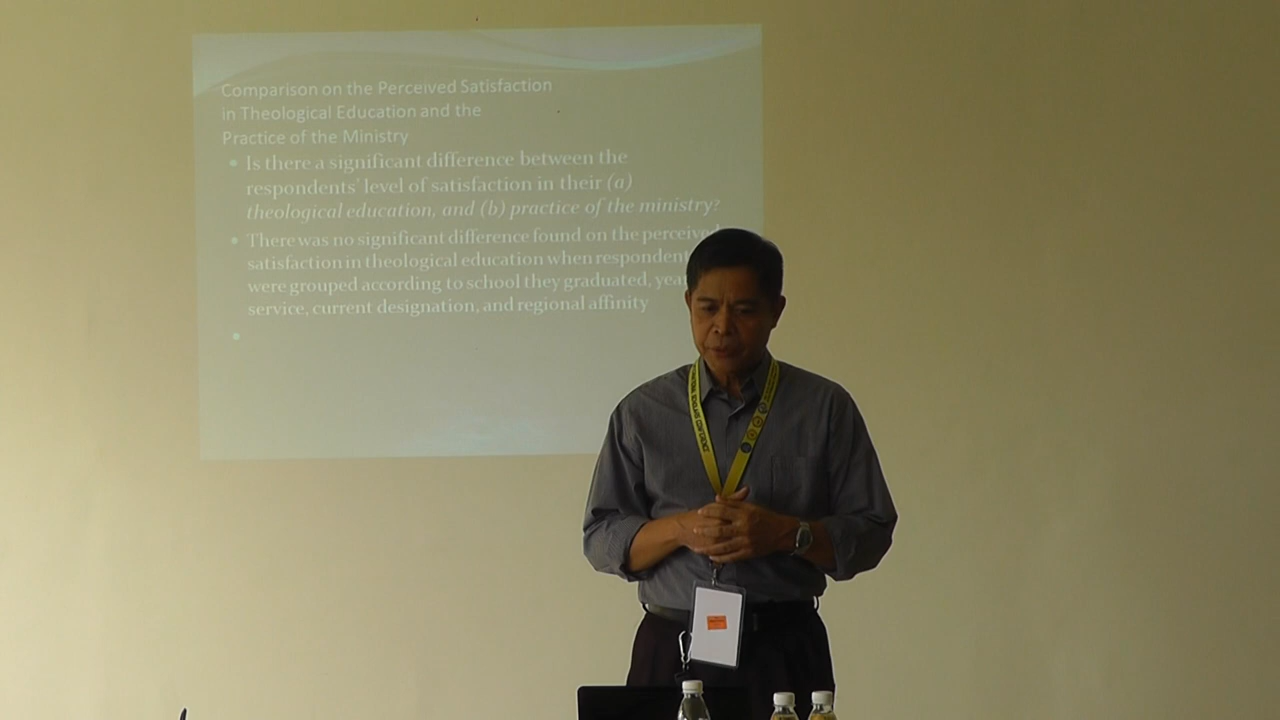 Comparison on the Perceived Satisfaction
in Theological Education and the
Practice of the Ministry
Is there a significant difference between the
respondents' level of satisfaction in their (a)
theological education, and (b) practice of the ministry?
There was no significant difference found on the perceived
satisfaction in theological education when
were grouped according to school they graduated,
service, current designation, and regional affinity